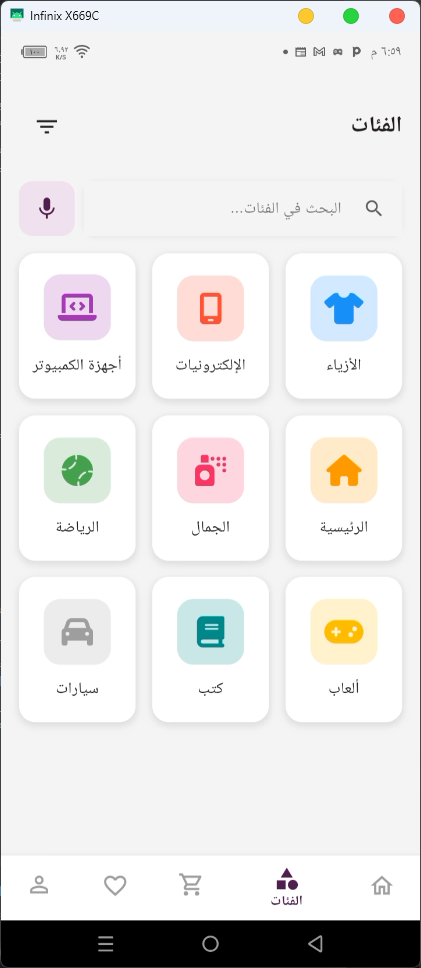 Infinix X669C
٦:٥٩ م
٦.٩٢
K/S
١٠٠
الفئات
البحث في الفئات...
الأزياء
الإلكترونيات
أجهزة الكمبيوتر
الرئيسية
الجمال
الرياضة
ألعاب
كتب
سيارات
الفئات